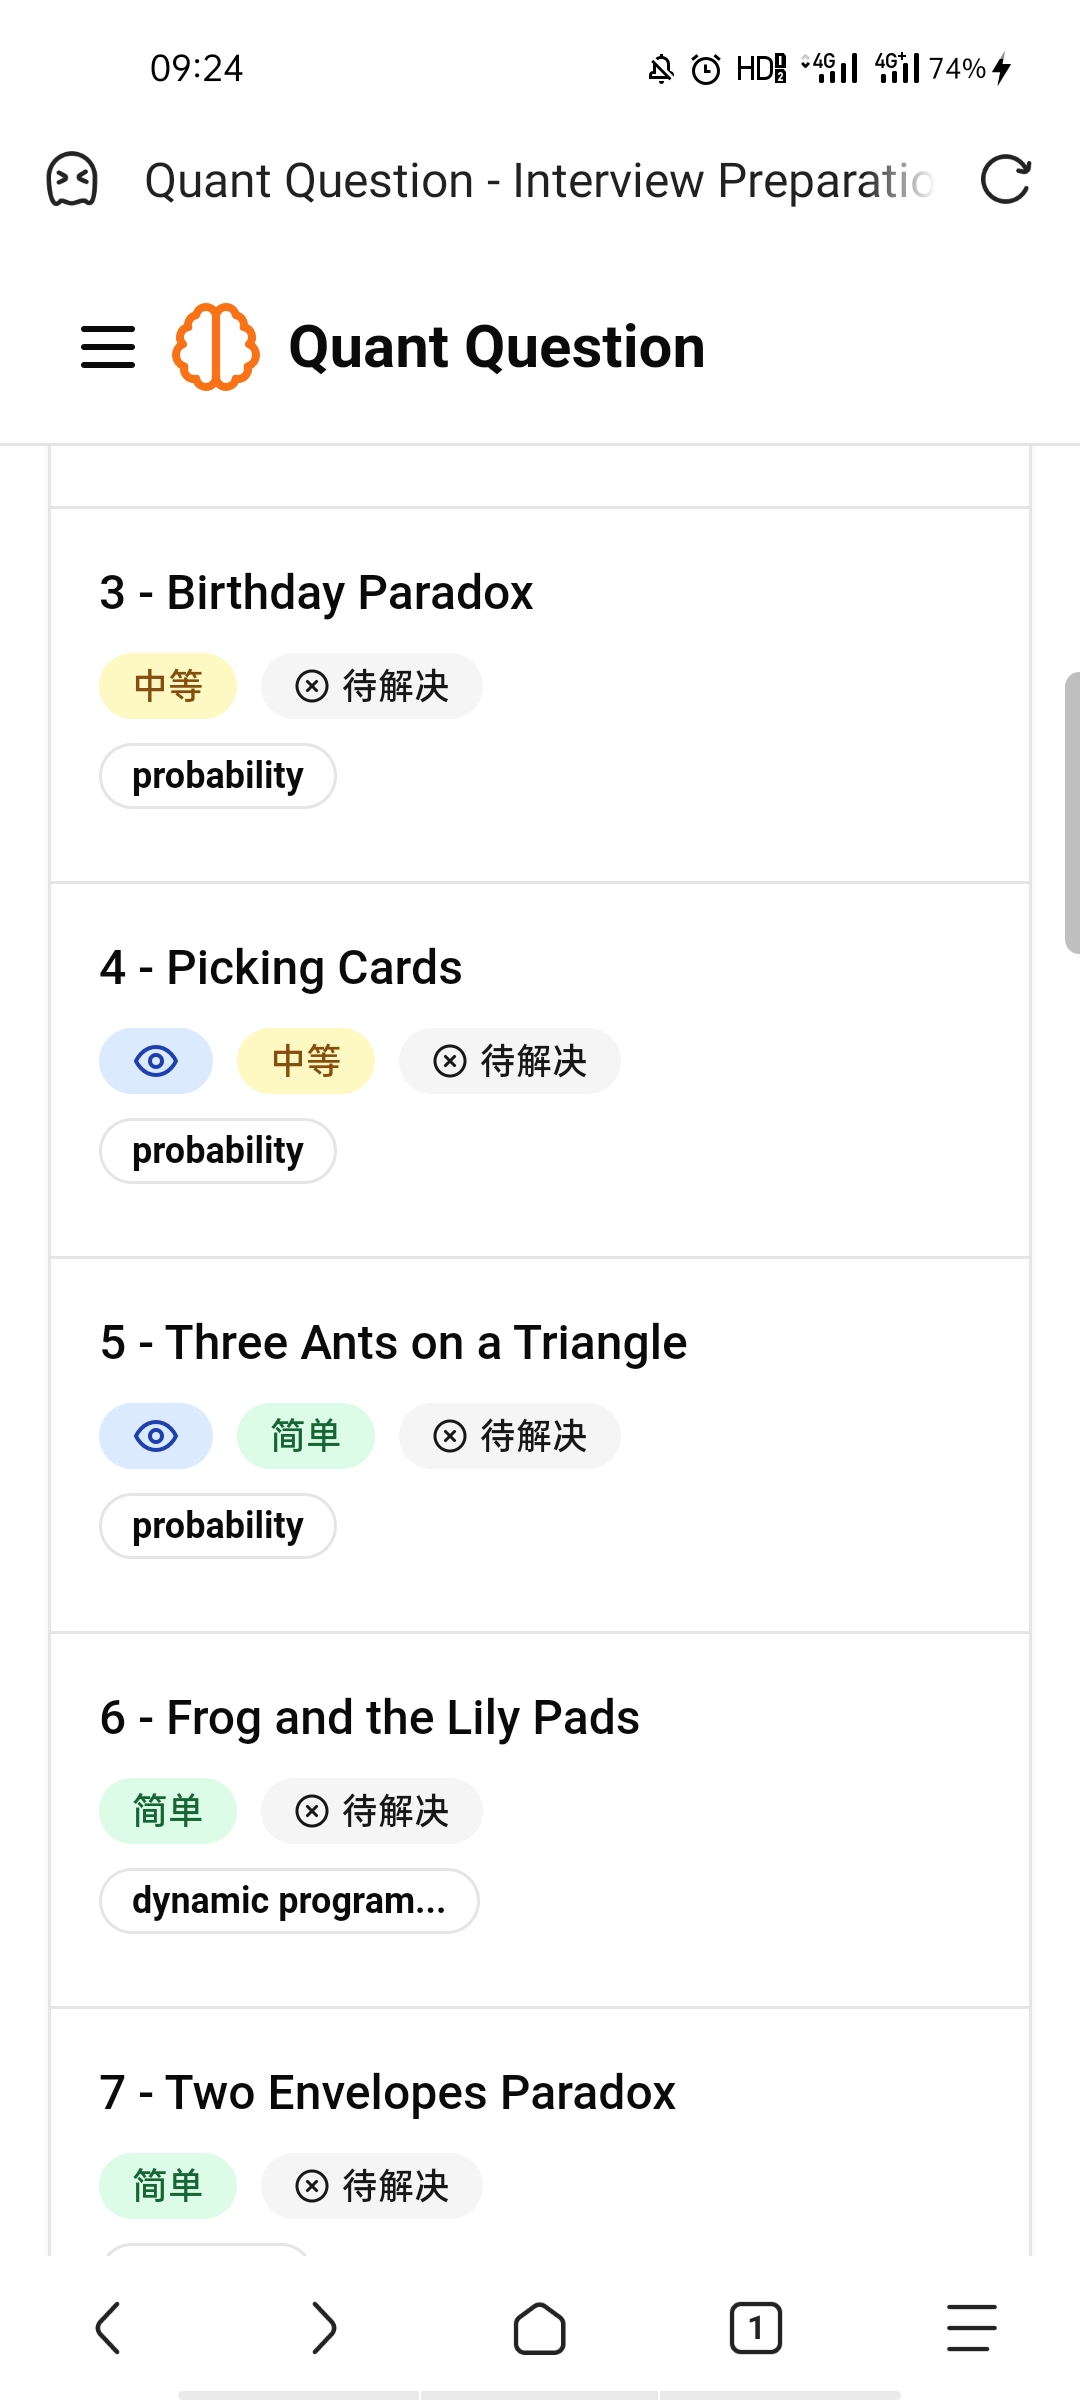 09:24
HD 4G 4G+ 74%
Quant Question - Interview Preparatio
Quant Question
3 - Birthday Paradox
中等 待解决
probability
4 - Picking Cards
中等 待解决
probability
5 - Three Ants on a Triangle
简单 待解决
probability
6 - Frog and the Lily Pads
简单 待解决
dynamic program...
7 - Two Envelopes Paradox
简单 待解决
1